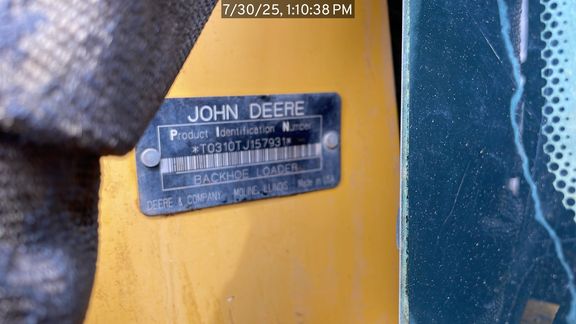 7/30/25, 1:10:38 PM
JOHN DEERE
Product Identification Number
*T0310TJ157931*
BACKHOE LOADER
DEERE & COMPANY MOLINE, ILLINOIS Made in U.S.A.